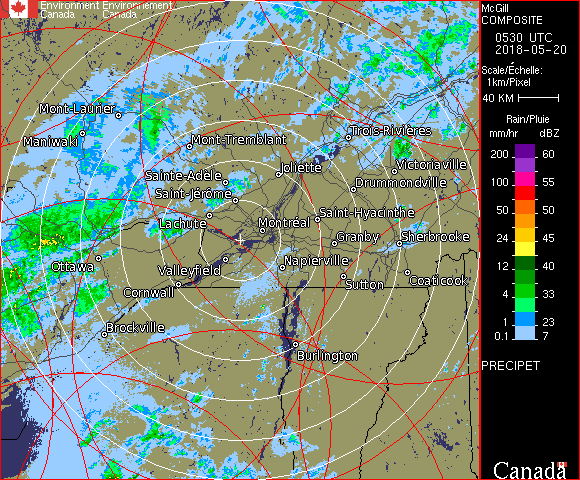 Environment Environnement
Canada Canada
McGill
COMPOSITE
0530 UTC
2018-05-20
Scale/Échelle:
1km/Pixel
40 KM
Rain/Pluie
mm/hr dBZ
200 60
100 55
50 50
24 45
12 40
4 33
1 23
0.1 7
PRECIPET
Canada
Mont-Laurier
Maniwaki
Mont-Tremblant
Trois-Rivières
Sainte-Adèle
Joliette
Victoriaville
Saint-Jérôme
Drummondville
Lachute
Saint-Hyacinthe
Montréal
Granby
Sherbrooke
Ottawa
Valleyfield
Napierville
Cornwall
Sutton
Coaticook
Brockville
Burlington